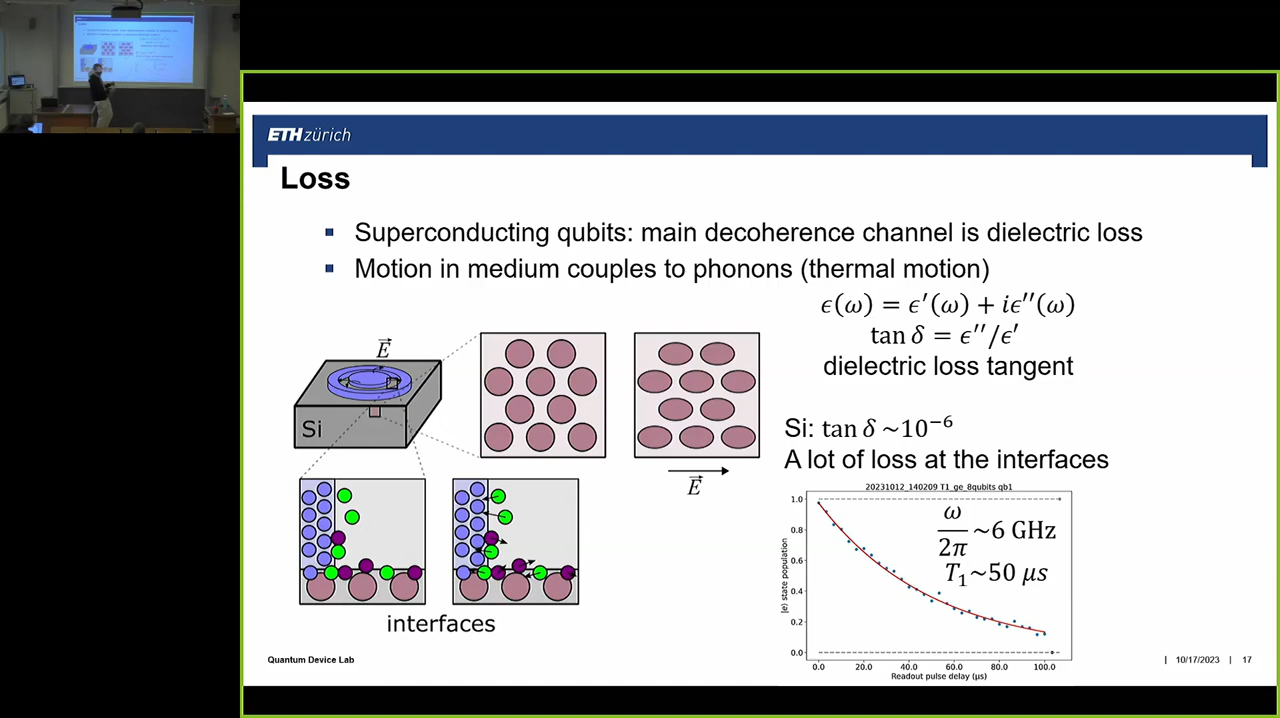 ETH zürich
Loss
Superconducting qubits: main decoherence channel is dielectric loss
Motion in medium couples to phonons (thermal motion)
ϵ(ω) = ϵ′(ω) + iϵ′′(ω)
tan δ = ϵ′′/ϵ′
dielectric loss tangent
E⃗
Si
E⃗
Si: tan δ ~10⁻⁶
A lot of loss at the interfaces
interfaces
20231012_140209 T1_ge_8qubits qb1
ω/2π ~6 GHz
T₁~50 μs
|e⟩ state population
1.0
0.8
0.6
0.4
0.2
0.0
0.0 20.0 40.0 60.0 80.0 100.0
Readout pulse delay (μs)
Quantum Device Lab
| 10/17/2023 | 17